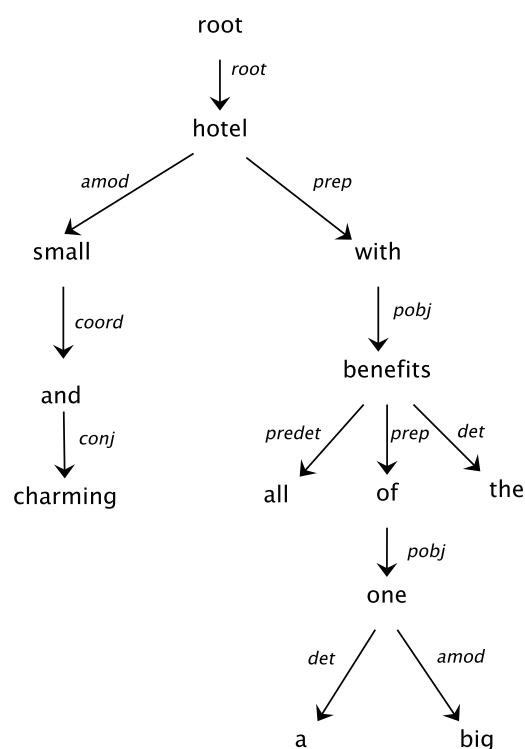 root
root
hotel
amod prep
small with
coord pobj
and benefits
conj predet prep det
charming all of the
pobj
one
det amod
a big